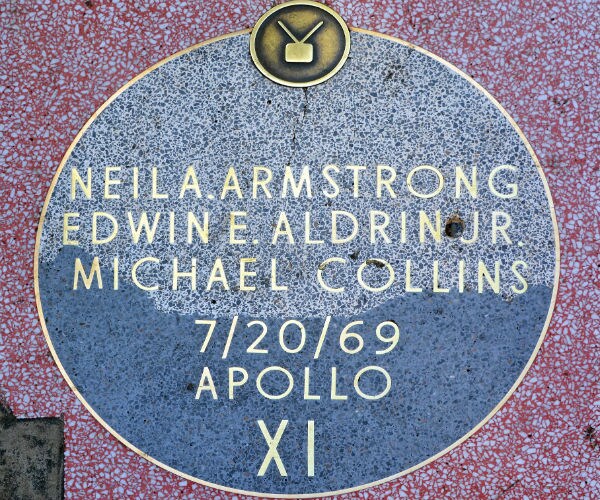 NEIL A. ARMSTRONG
EDWIN E. ALDRIN JR.
MICHAEL COLLINS
7/20/69
APOLLO
XI